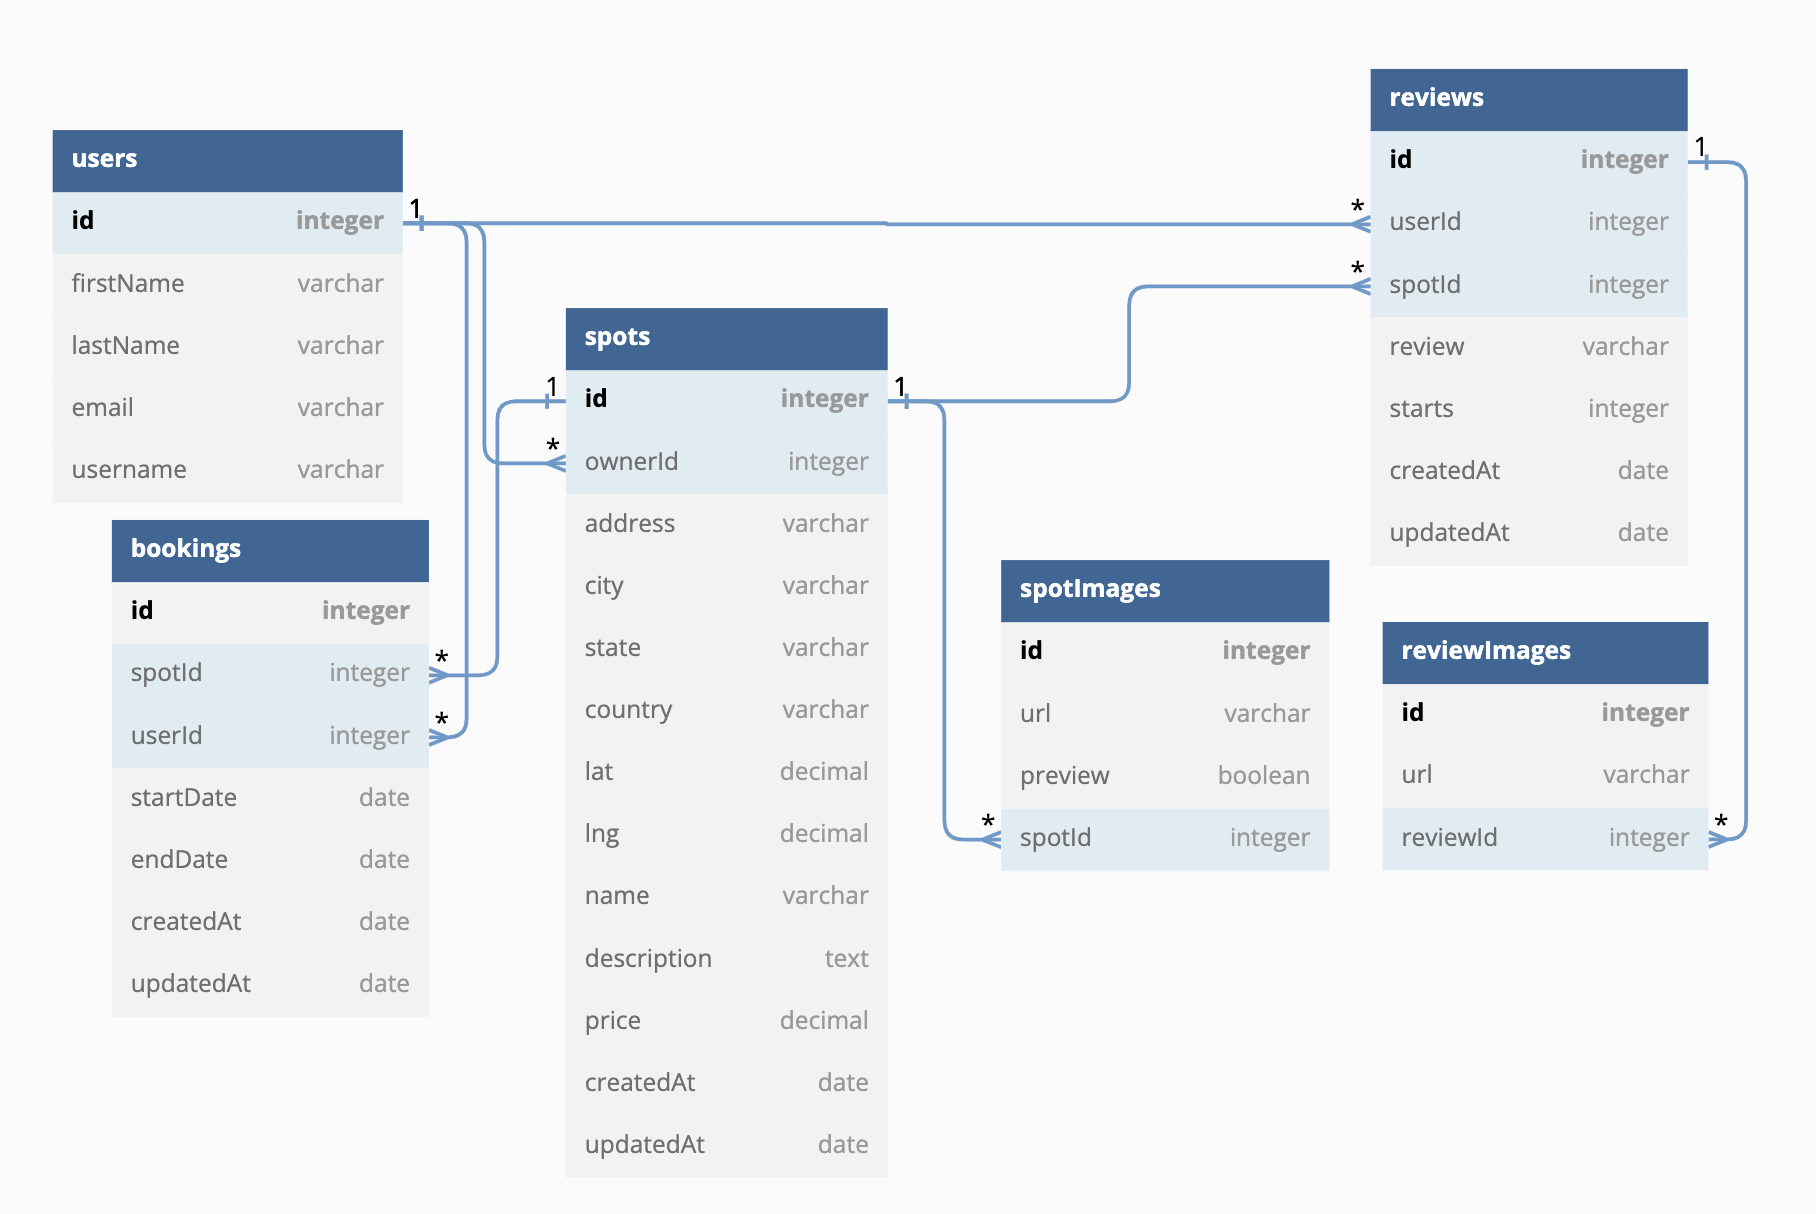 users
id integer
firstName varchar
lastName varchar
email varchar
username varchar
1
bookings
id integer
spotId integer
userId integer
startDate date
endDate date
createdAt date
updatedAt date
*
*
spots
id integer
ownerId integer
address varchar
city varchar
state varchar
country varchar
lat decimal
lng decimal
name varchar
description text
price decimal
createdAt date
updatedAt date
1
*
1
spotImages
id integer
url varchar
preview boolean
spotId integer
*
reviews
id integer
userId integer
spotId integer
review varchar
starts integer
createdAt date
updatedAt date
*
*
1
reviewImages
id integer
url varchar
reviewId integer
*